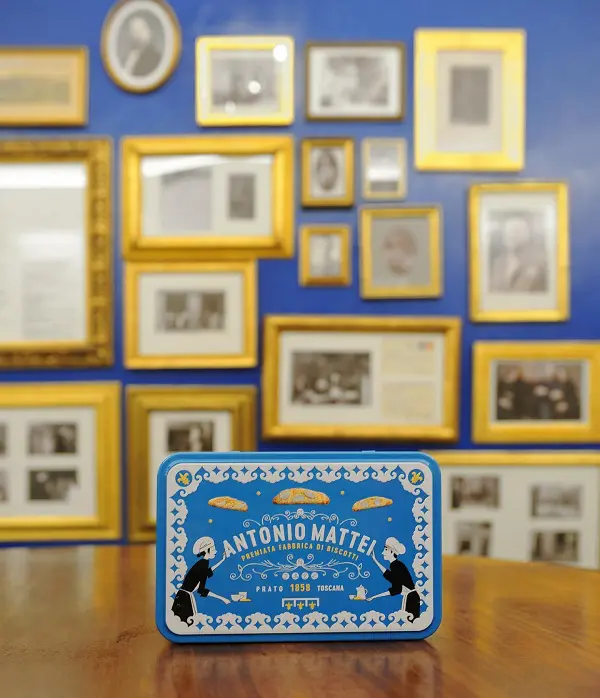 ANTONIO MATTEI
PREMIATA FABBRICA DI BISCOTTI
PRATO 1858 TOSCANA